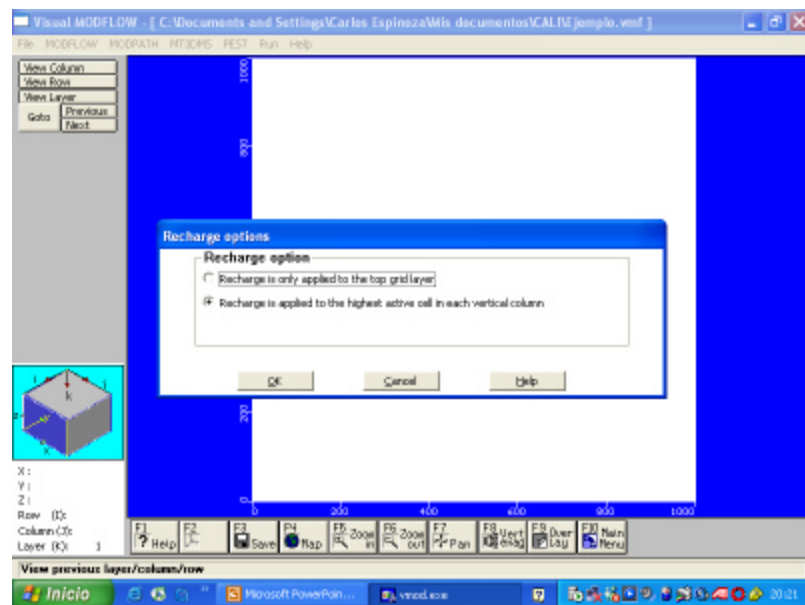 Visual MODFLOW - [ C:\Documents and Settings\Carlos Espinoza\Mis documentos\CALI\Ejemplo.vmf ]
File MODFLOW MODPATH MT3DMS PEST Run Help
View Column
View Row
View Layer
Goto
Previous
Next
1000
800
Recharge options
Recharge option
Recharge is only applied to the top grid layer
Recharge is applied to the highest active cell in each vertical column
OK
Cancel
Help
200
0
0 200 400 600 800 1000
k
X :
Y :
Z :
Row (I):
Column (J):
Layer (K): 1
F1 Help
F2
F3 Save
F4 Map
F5 Zoom in
F6 Zoom out
F7 Pan
F8 Vert exag
F9 Over lay
F10 Main Menu
View previous layer/column/row
Inicio
Microsoft PowerPoin...
vmod.exe
20:21